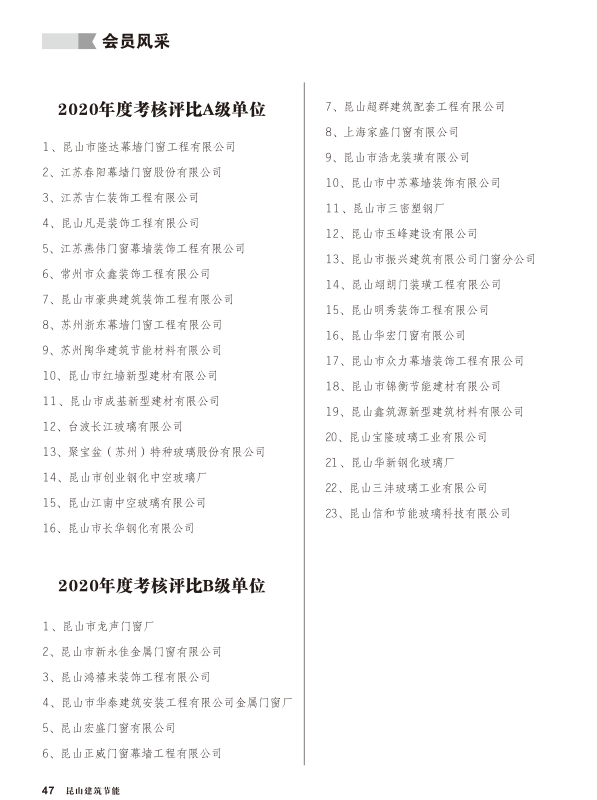 会员风采
2020年度考核评比A级单位
1、昆山市隆达幕墙门窗工程有限公司
2、江苏春阳幕墙门窗股份有限公司
3、江苏吉仁装饰工程有限公司
4、昆山凡是装饰工程有限公司
5、江苏燕伟门窗幕墙装饰工程有限公司
6、常州市众鑫装饰工程有限公司
7、昆山市豪典建筑装饰工程有限公司
8、苏州浙东幕墙门窗工程有限公司
9、苏州陶华建筑节能材料有限公司
10、昆山市红墙新型建材有限公司
11、昆山市成基新型建材有限公司
12、台波长江玻璃有限公司
13、聚宝盆（苏州）特种玻璃股份有限公司
14、昆山市创业钢化中空玻璃厂
15、昆山江南中空玻璃有限公司
16、昆山市长华钢化有限公司
2020年度考核评比B级单位
1、昆山市龙声门窗厂
2、昆山市新永佳金属门窗有限公司
3、昆山鸿禧来装饰工程有限公司
4、昆山市华泰建筑安装工程有限公司金属门窗厂
5、昆山宏盛门窗有限公司
6、昆山正威门窗幕墙工程有限公司
7、昆山超群建筑配套工程有限公司
8、上海家盛门窗有限公司
9、昆山市浩龙装璜有限公司
10、昆山市中苏幕墙装饰有限公司
11、昆山市三密塑钢厂
12、昆山市玉峰建设有限公司
13、昆山市振兴建筑有限公司门窗分公司
14、昆山翊朗门装璜工程有限公司
15、昆山明秀装饰工程有限公司
16、昆山华宏门窗有限公司
17、昆山市众力幕墙装饰工程有限公司
18、昆山市锦衡节能建材有限公司
19、昆山鑫筑源新型建筑材料有限公司
20、昆山宝隆玻璃工业有限公司
21、昆山华新钢化玻璃厂
22、昆山三沣玻璃工业有限公司
23、昆山信和节能玻璃科技有限公司
47 昆山建筑节能